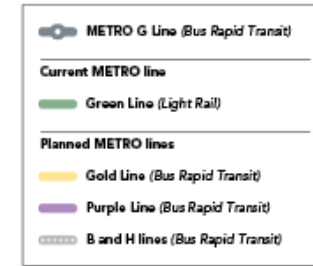 METRO G Line (Bus Rapid Transit)
Current METRO line
Green Line (Light Rail)
Planned METRO lines
Gold Line (Bus Rapid Transit)
Purple Line (Bus Rapid Transit)
B and H lines (Bus Rapid Transit)